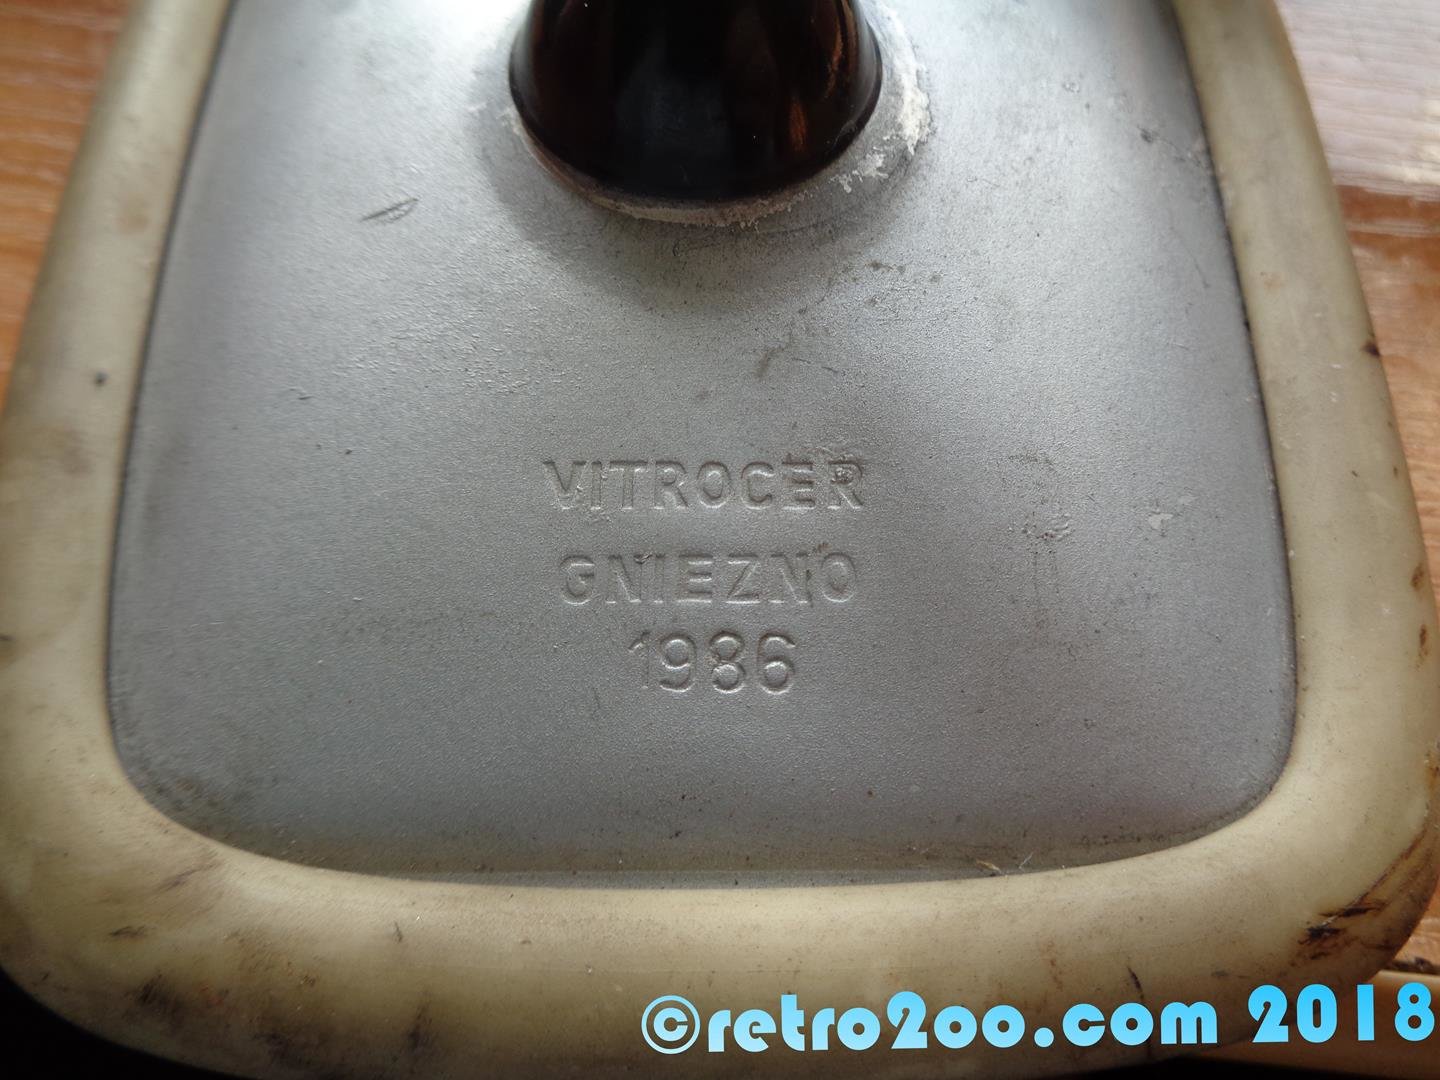 VITROCER
GNIEZNO
1986
©retro2oo.com 2018